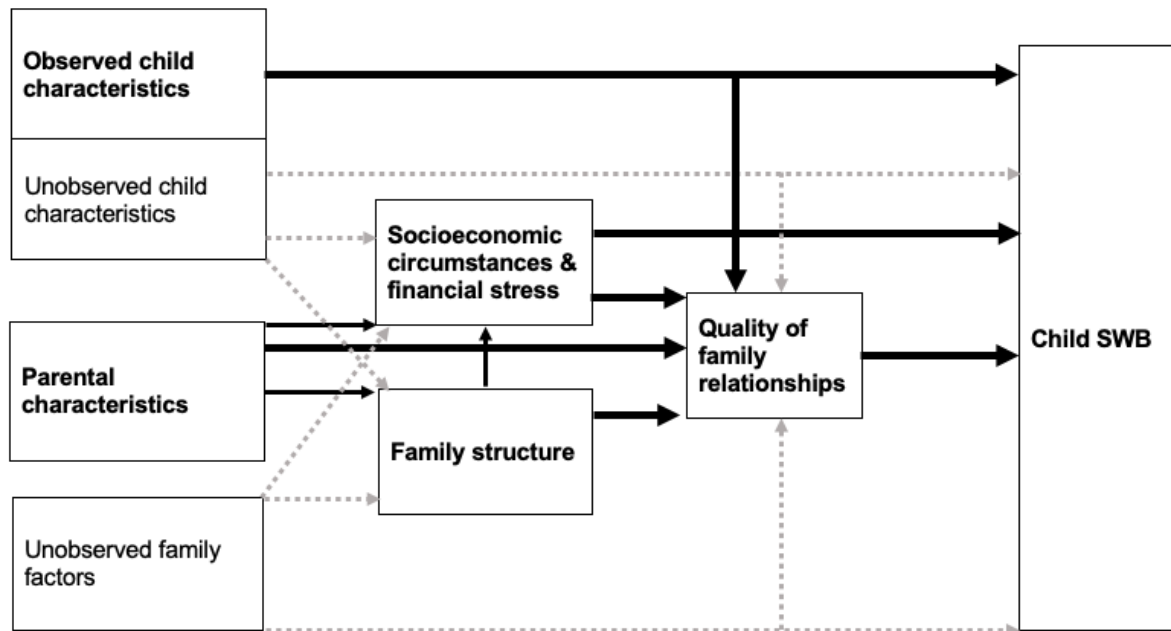 Observed child
characteristics
Unobserved child
characteristics
Socioeconomic
circumstances &
financial stress
Quality of
family
relationships
Child SWB
Parental
characteristics
Family structure
Unobserved family
factors